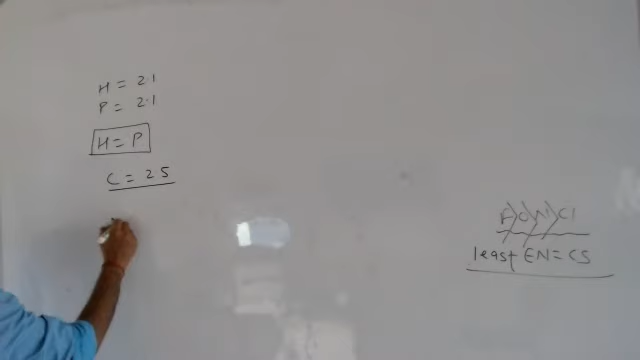 H = 2.1
P = 2.1
H = P
C = 2.5
F>O>N>Cl
least EN = CS